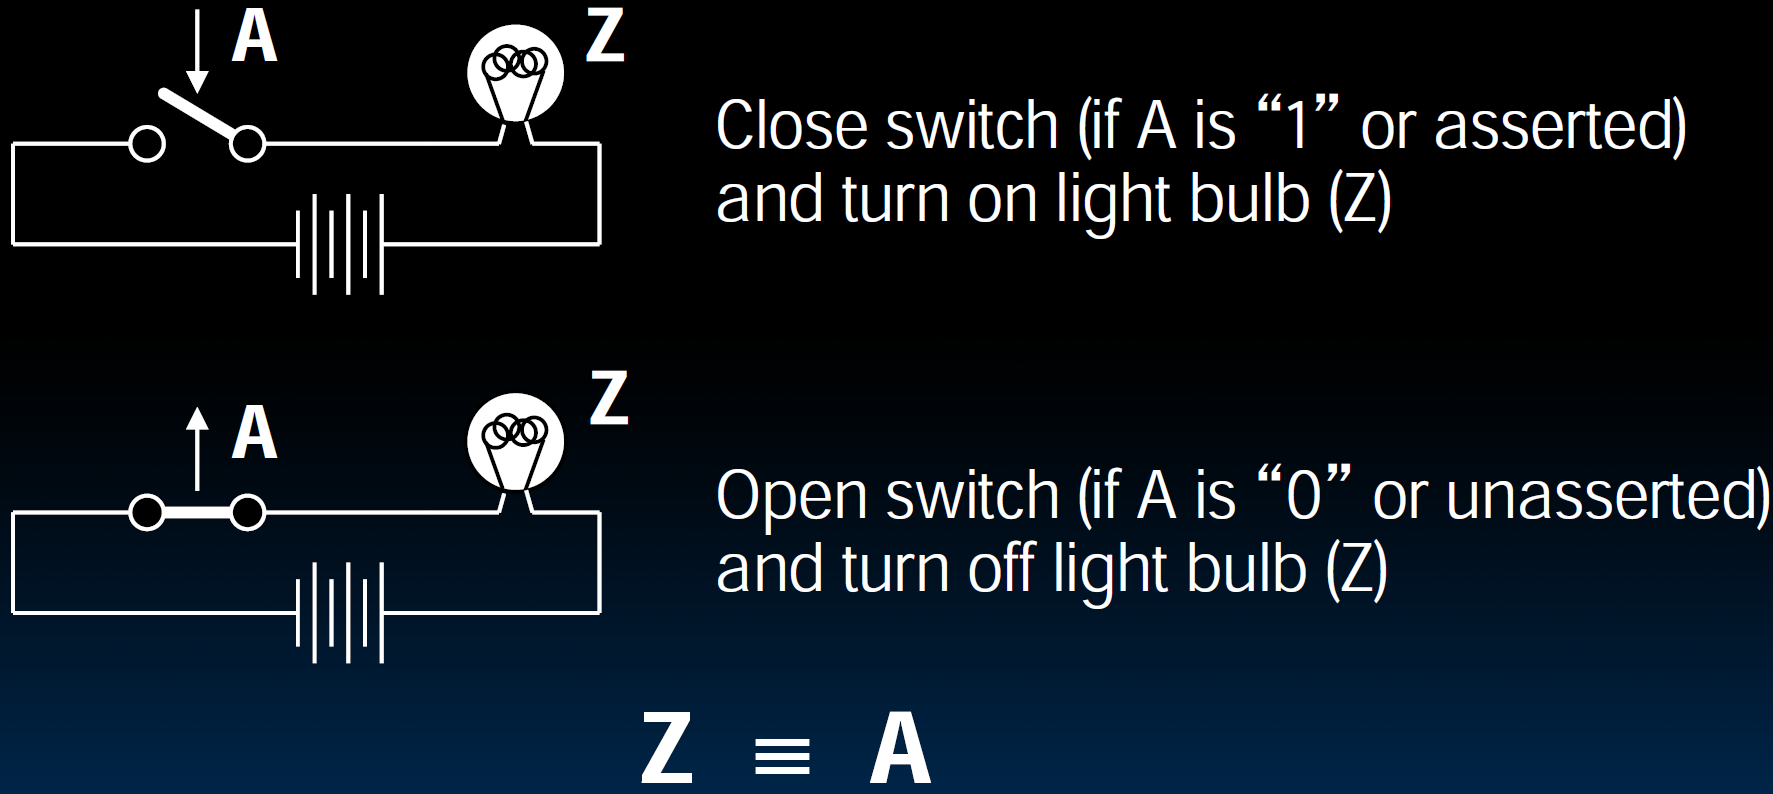 A
Z
Close switch (if A is “1” or asserted)
and turn on light bulb (Z)
A
Z
Open switch (if A is “0” or unasserted)
and turn off light bulb (Z)
Z ≡ A